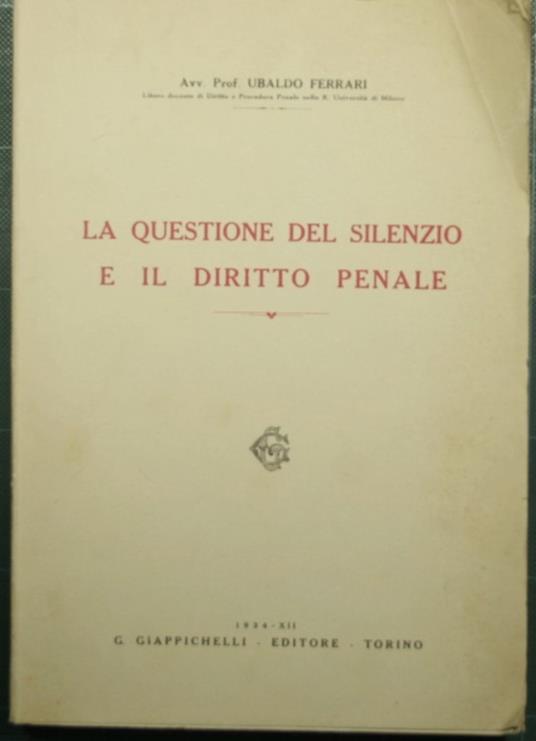 Avv. Prof. UBALDO FERRARI
Libero docente di Diritto e Procedura Penale nella R. Università di Milano
LA QUESTIONE DEL SILENZIO
E IL DIRITTO PENALE
1934 - XII
G. GIAPPICHELLI - EDITORE - TORINO